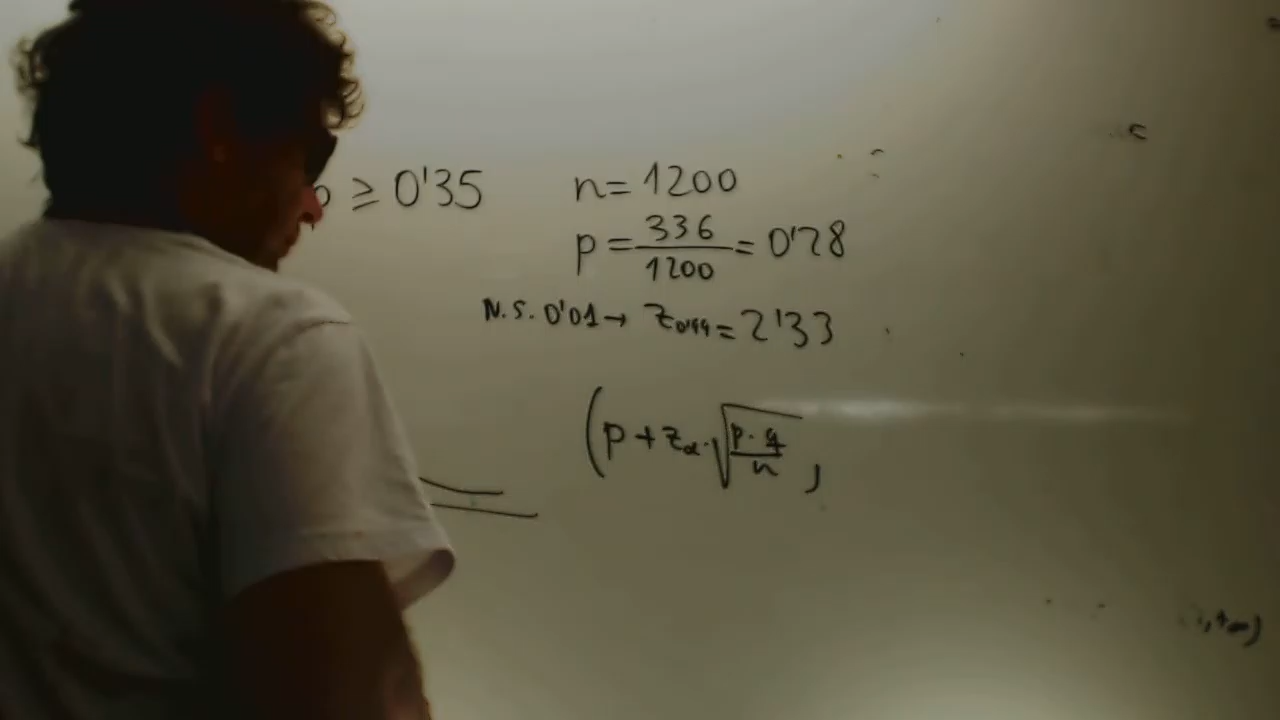 ≥ 0'35
n = 1200
p = 336/1200 = 0'28
N.S. 0'01 → Z0'99 = 2'33
(p + Zα · √(p · q / n) ,